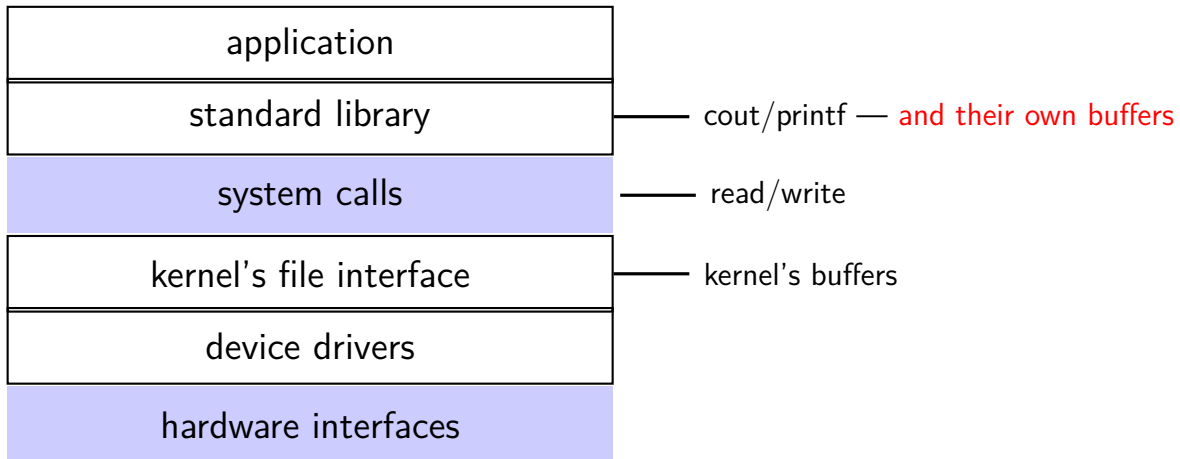 application
standard library
cout/printf — and their own buffers
system calls
read/write
kernel's file interface
kernel's buffers
device drivers
hardware interfaces